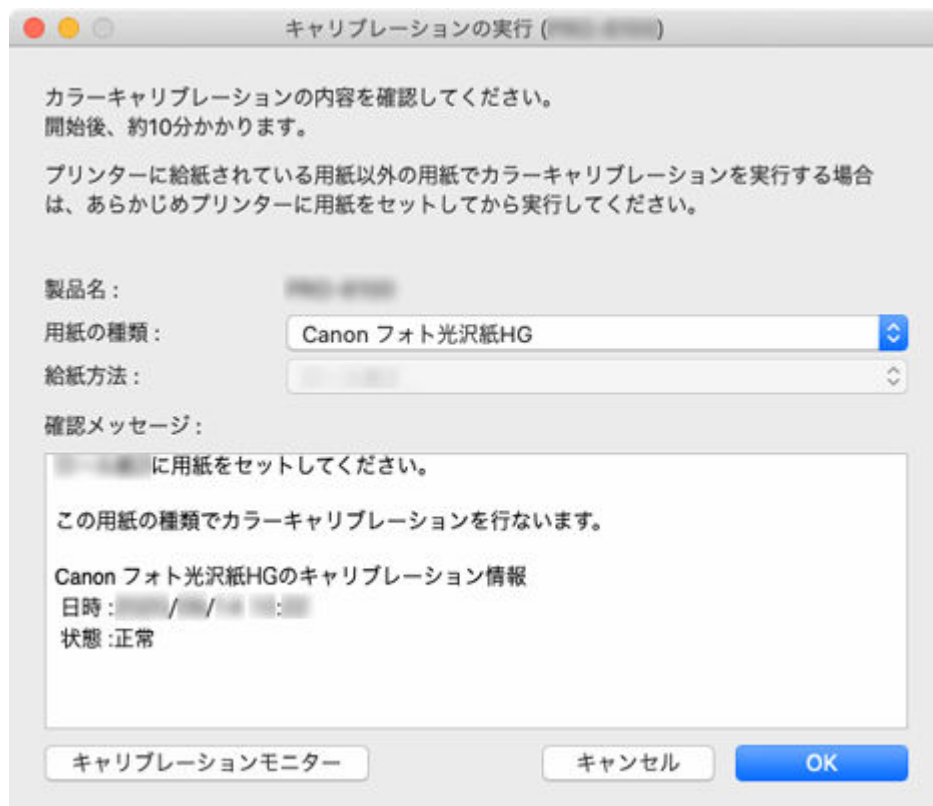 キャリブレーションの実行 ( )
カラーキャリブレーションの内容を確認してください。
開始後、約10分かかります。
プリンターに給紙されている用紙以外の用紙でカラーキャリブレーションを実行する場合
は、あらかじめプリンターに用紙をセットしてから実行してください。
製品名 :
用紙の種類 : Canon フォト光沢紙HG
給紙方法 :
確認メッセージ :
に用紙をセットしてください。
この用紙の種類でカラーキャリブレーションを行ないます。
Canon フォト光沢紙HGのキャリブレーション情報
日時 : / / :
状態 :正常
キャリブレーションモニター キャンセル OK